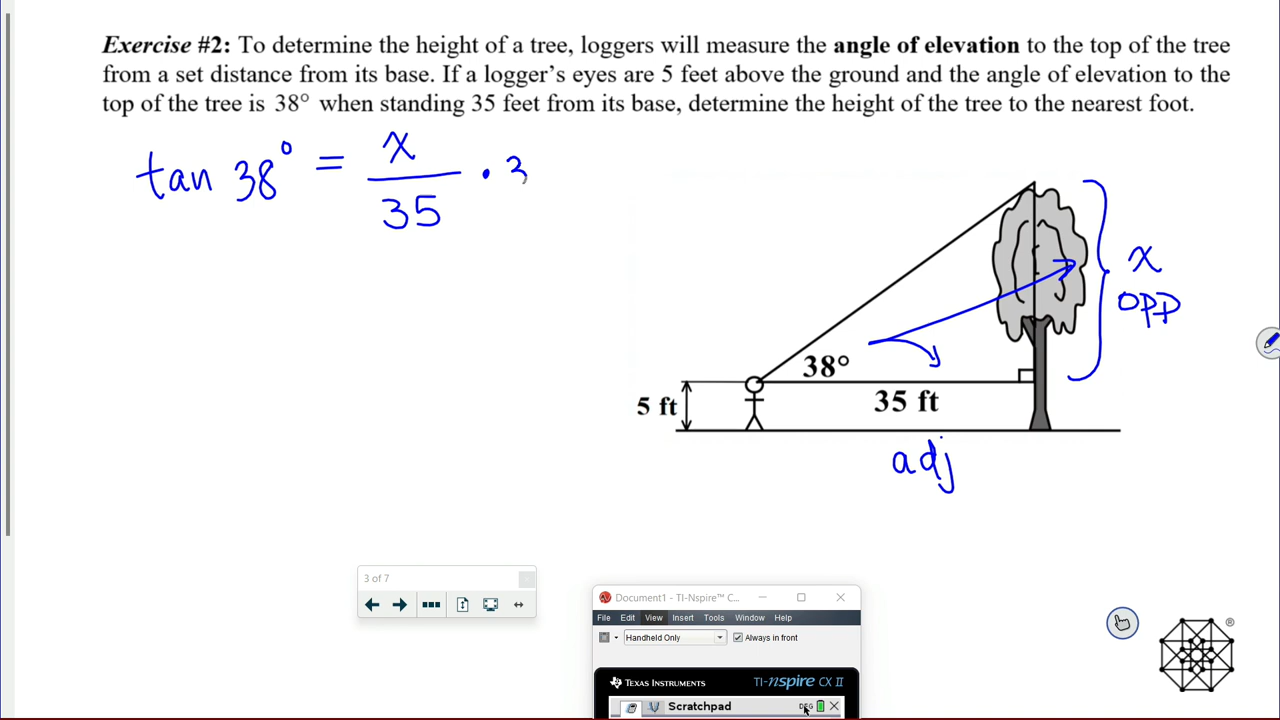 Exercise #2: To determine the height of a tree, loggers will measure the angle of elevation to the top of the tree
from a set distance from its base. If a logger's eyes are 5 feet above the ground and the angle of elevation to the
top of the tree is 38° when standing 35 feet from its base, determine the height of the tree to the nearest foot.
tan 38° = x/35 · 3
x
opp
38°
5 ft
35 ft
adj
3 of 7
Document1 - TI-Nspire™ C...
File Edit View Insert Tools Window Help
Handheld Only Always in front
Texas Instruments TI-nspire CX II
Scratchpad DEG
®